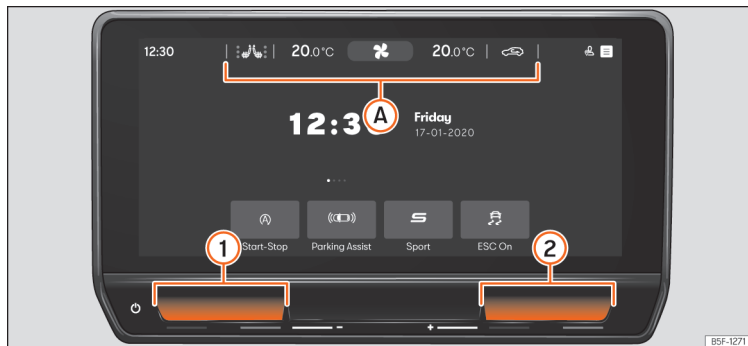 12:30 20.0°C 20.0°C
A
12:3
Friday
17-01-2020
Start-Stop Parking Assist Sport ESC On
1 2
- +
B5F-1271